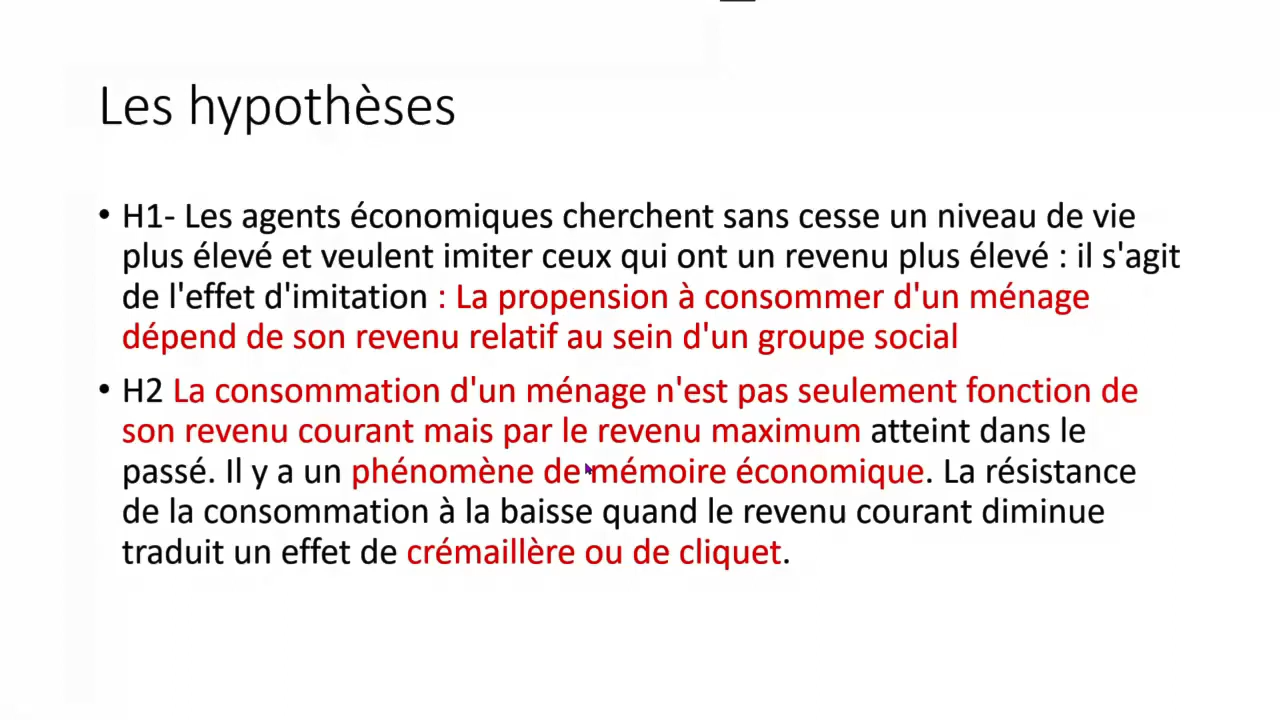 Les hypothèses
• H1- Les agents économiques cherchent sans cesse un niveau de vie
plus élevé et veulent imiter ceux qui ont un revenu plus élevé : il s'agit
de l'effet d'imitation : La propension à consommer d'un ménage
dépend de son revenu relatif au sein d'un groupe social
• H2 La consommation d'un ménage n'est pas seulement fonction de
son revenu courant mais par le revenu maximum atteint dans le
passé. Il y a un phénomène de mémoire économique. La résistance
de la consommation à la baisse quand le revenu courant diminue
traduit un effet de crémaillère ou de cliquet.